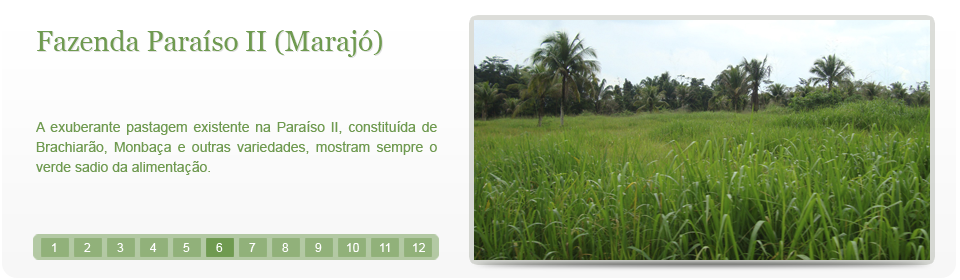 Fazenda Paraíso II (Marajó)
A exuberante pastagem existente na Paraíso II, constituída de
Brachiarão, Monbaça e outras variedades, mostram sempre o
verde sadio da alimentação.
1 2 3 4 5 6 7 8 9 10 11 12